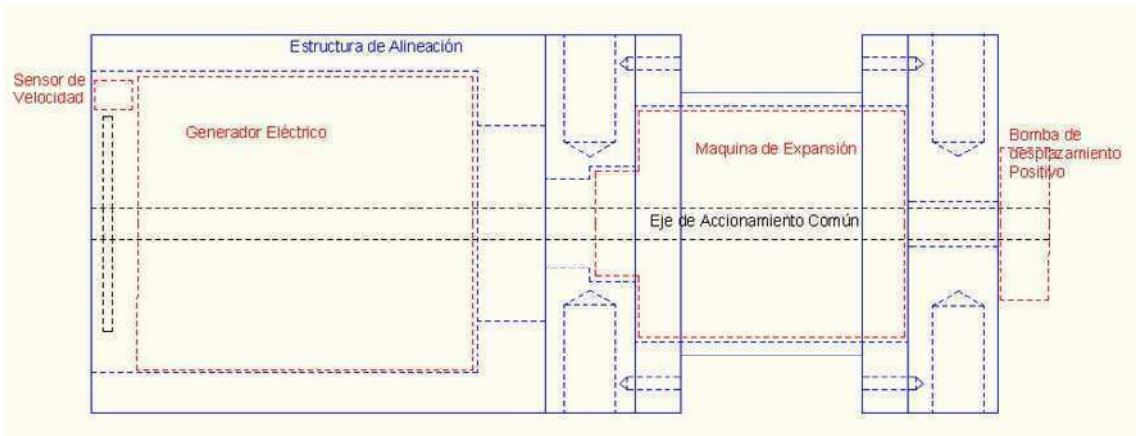 Estructura de Alineación
Sensor de
Velocidad
Generador Eléctrico
Maquina de Expansión
Bomba de
desplazamiento
Positivo
Eje de Accionamiento Común